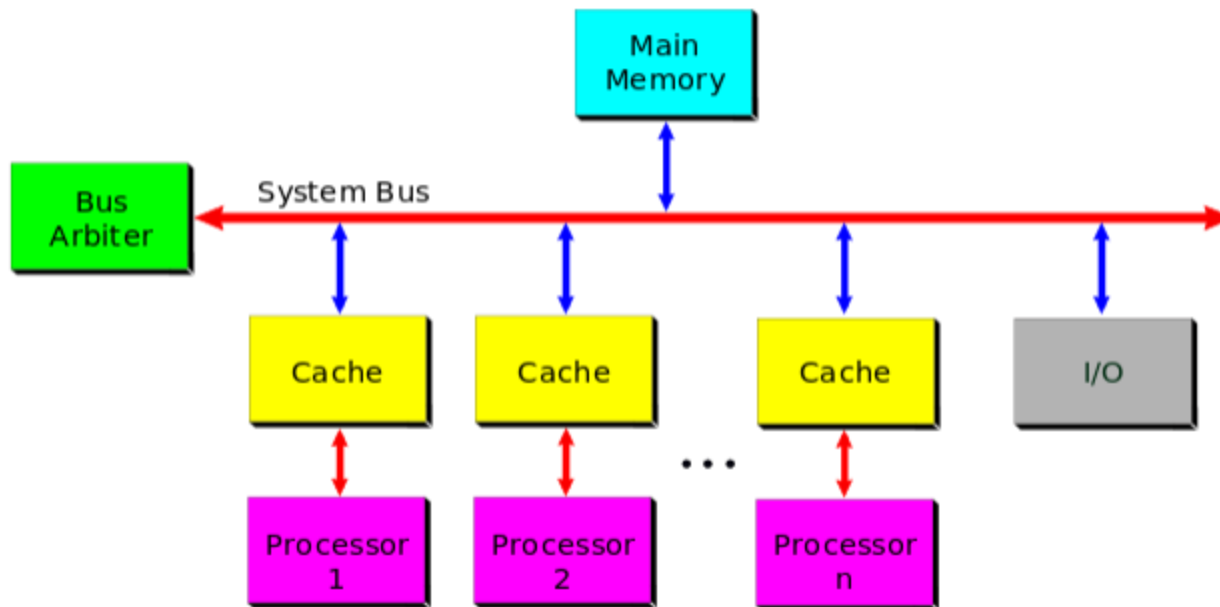 Main
Memory
System Bus
Bus
Arbiter
Cache
Cache
Cache
I/O
...
Processor
1
Processor
2
Processor
n